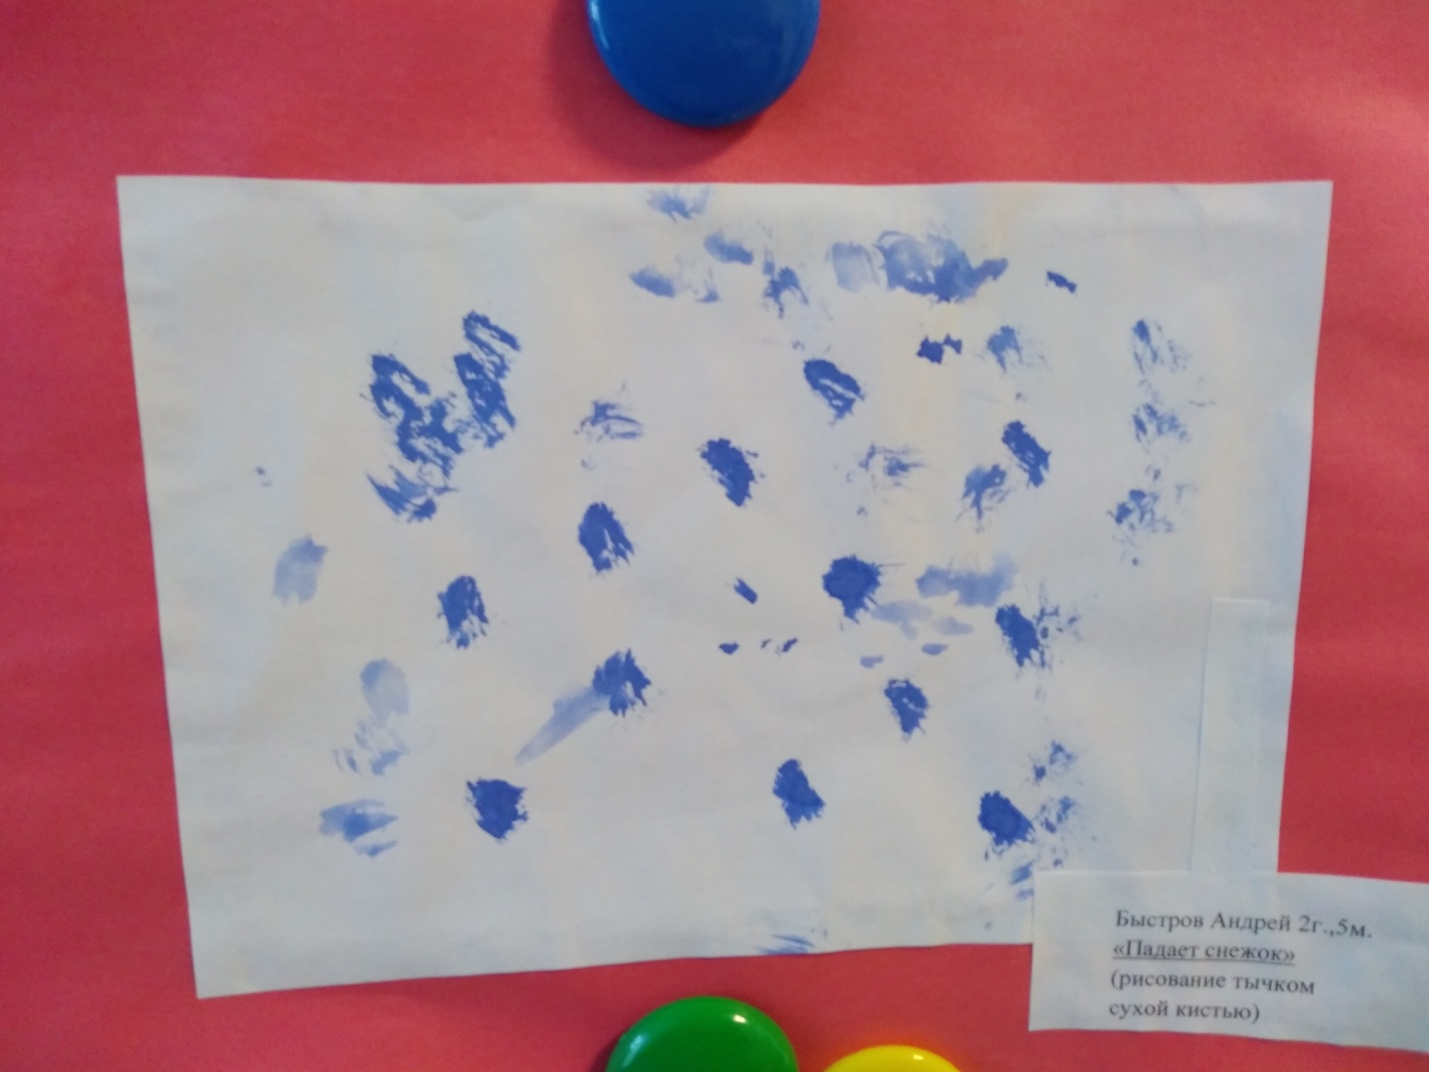 Быстров Андрей 2г.,5м.
«Падает снежок»
(рисование тычком
сухой кистью)